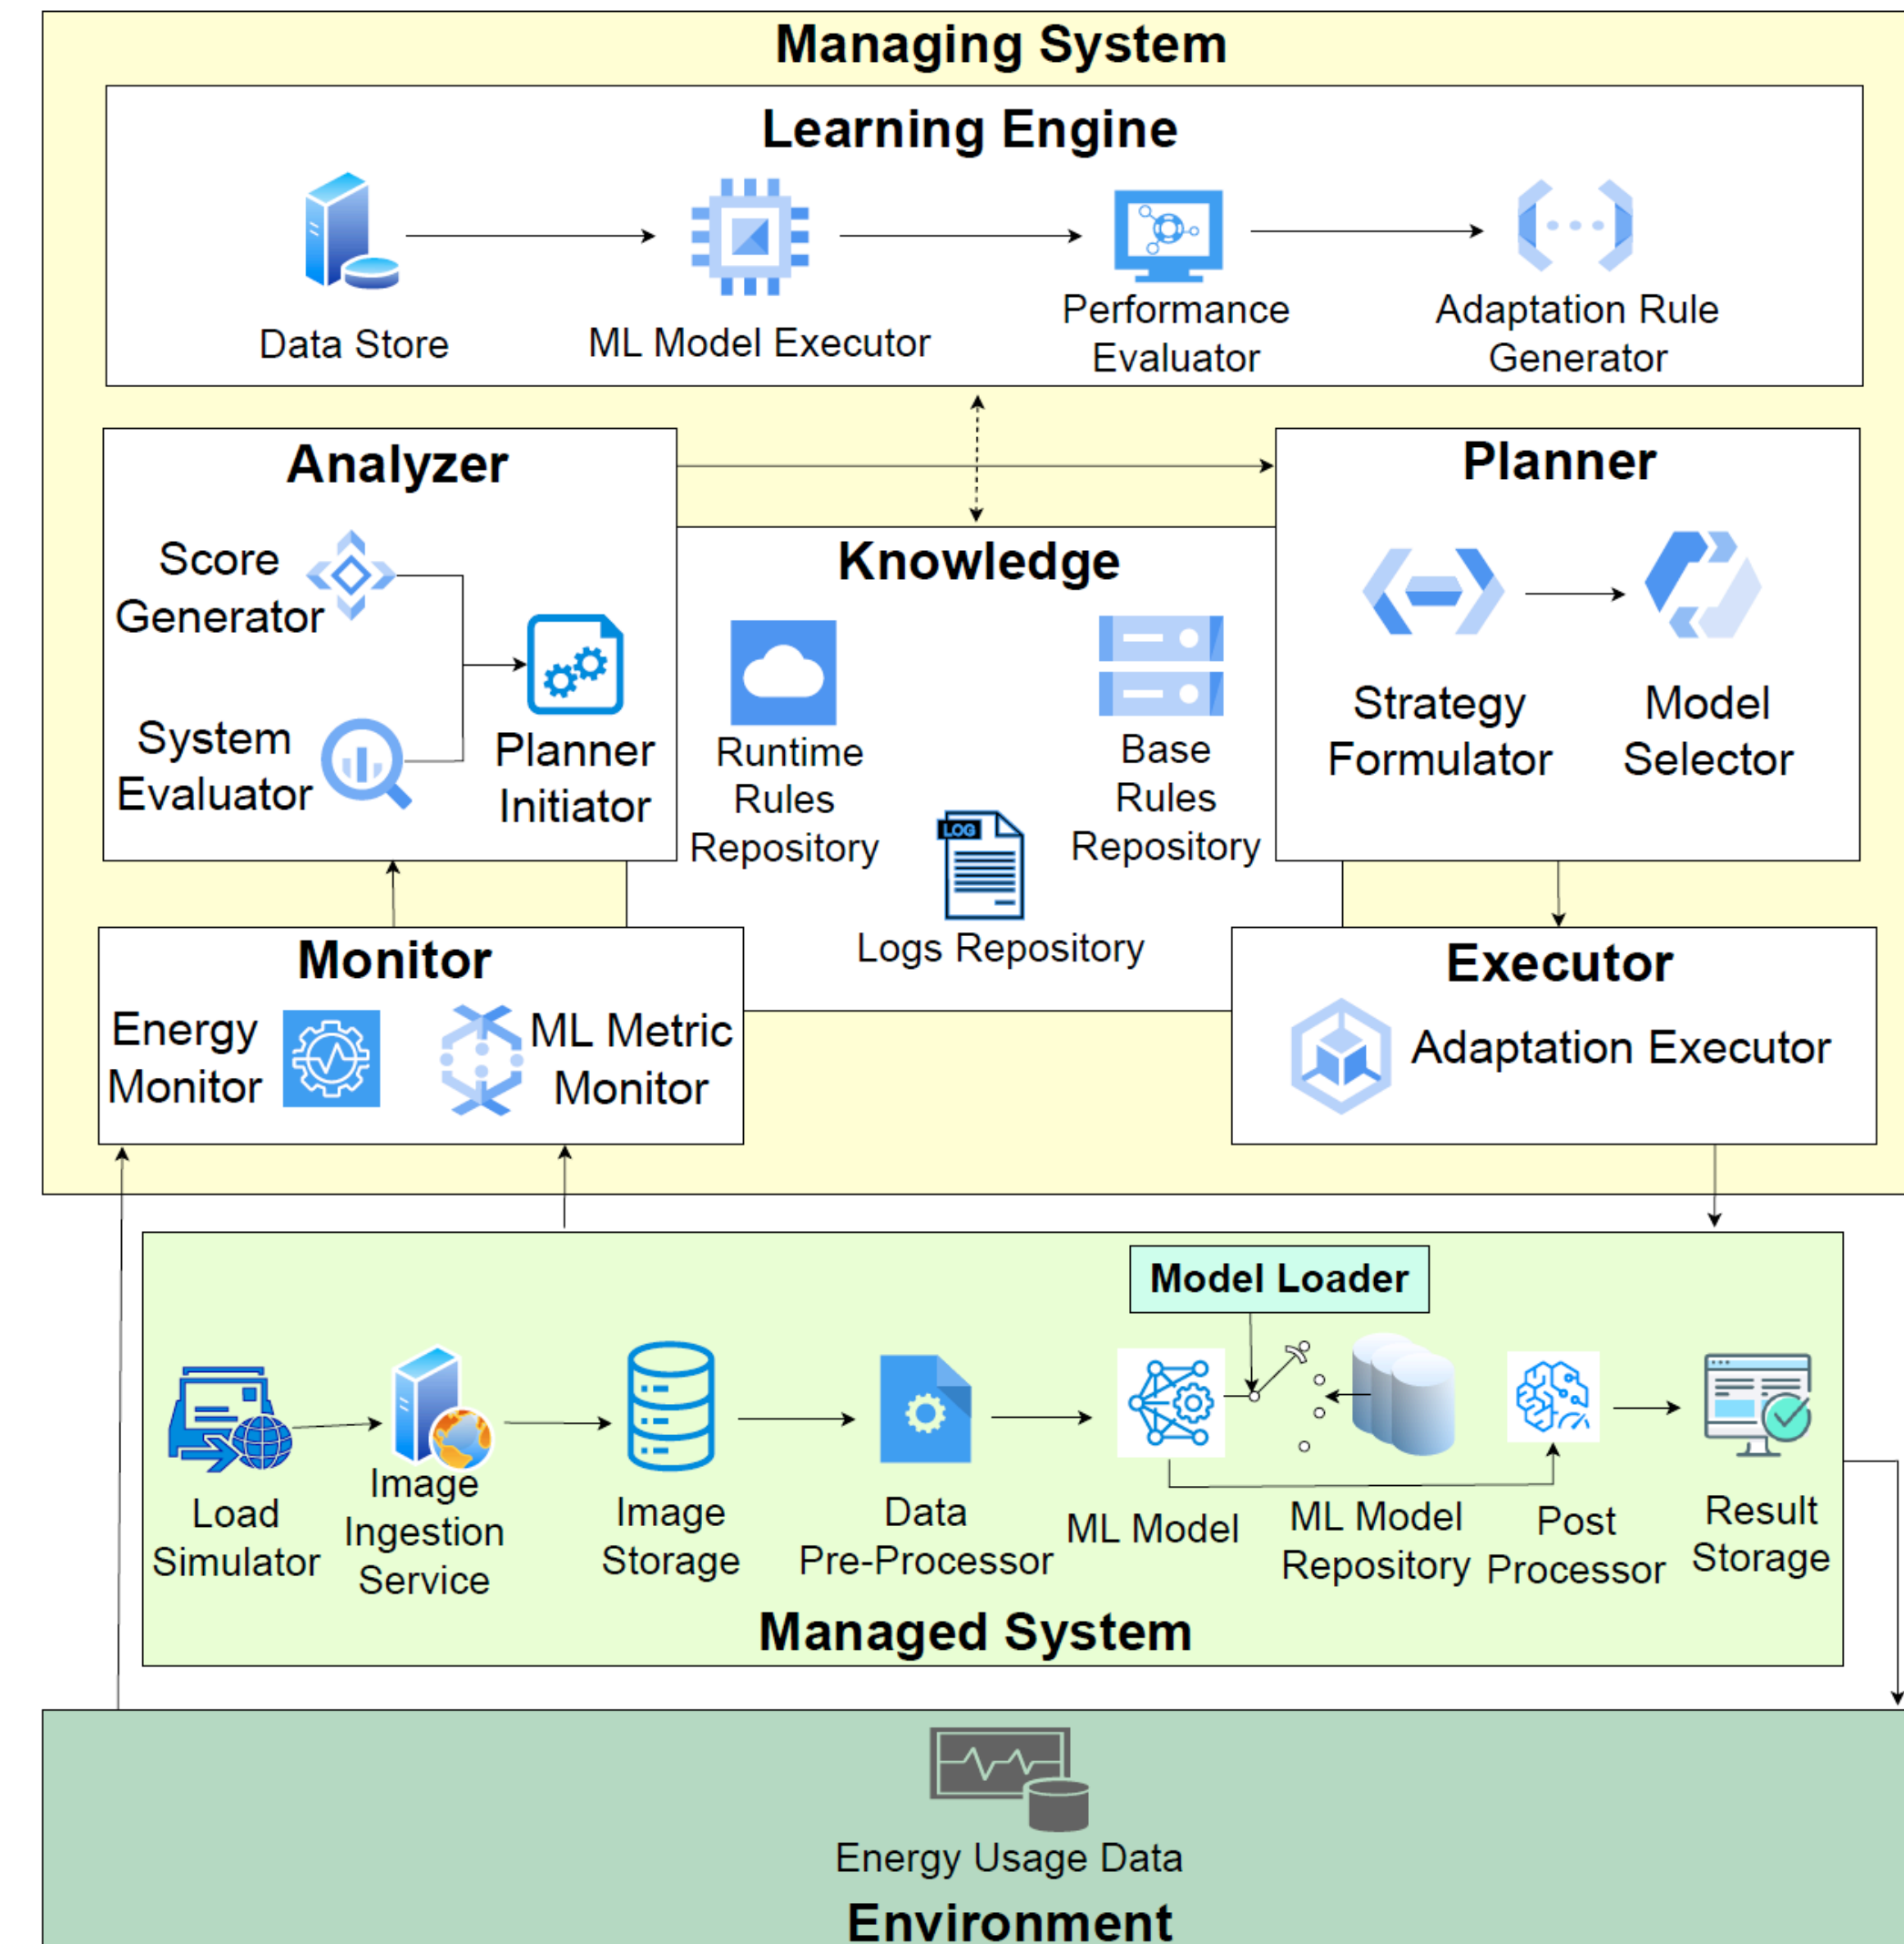 Managing System
Learning Engine
Data Store
ML Model Executor
Performance
Evaluator
Adaptation Rule
Generator
Analyzer
Score
Generator
System
Evaluator
Planner
Initiator
Knowledge
Runtime
Rules
Repository
Base
Rules
Repository
LOG
Logs Repository
Planner
Strategy
Formulator
Model
Selector
Monitor
Energy
Monitor
ML Metric
Monitor
Executor
Adaptation Executor
Model Loader
Load
Simulator
Image
Ingestion
Service
Image
Storage
Data
Pre-Processor
ML Model
ML Model
Repository
Post
Processor
Result
Storage
Managed System
Energy Usage Data
Environment